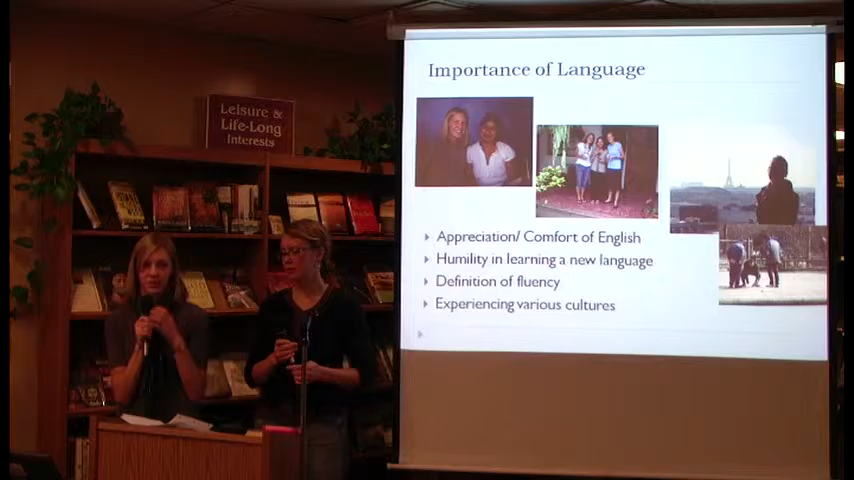 Leisure &
Life-Long
Interests
Importance of Language
Appreciation/ Comfort of English
Humility in learning a new language
Definition of fluency
Experiencing various cultures